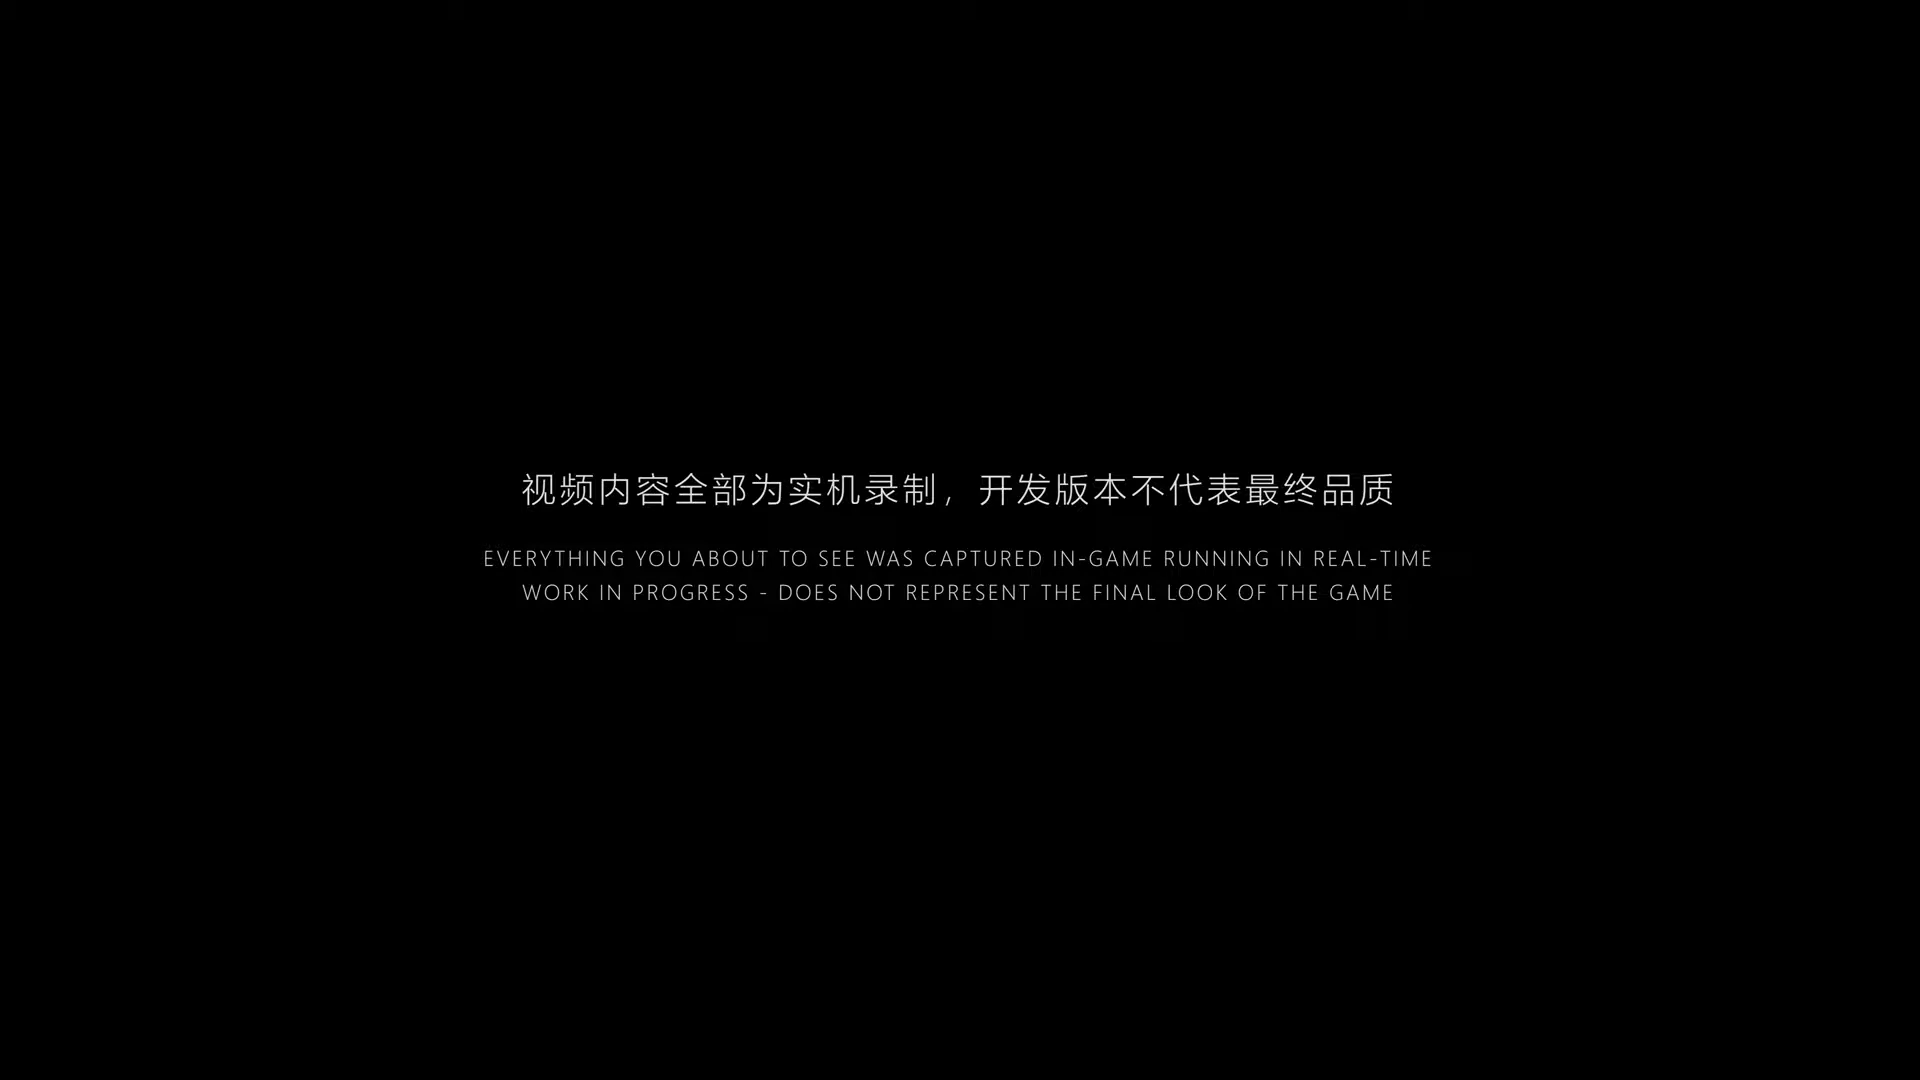 视频内容全部为实机录制，开发版本不代表最终品质
EVERYTHING YOU ABOUT TO SEE WAS CAPTURED IN-GAME RUNNING IN REAL-TIME
WORK IN PROGRESS - DOES NOT REPRESENT THE FINAL LOOK OF THE GAME